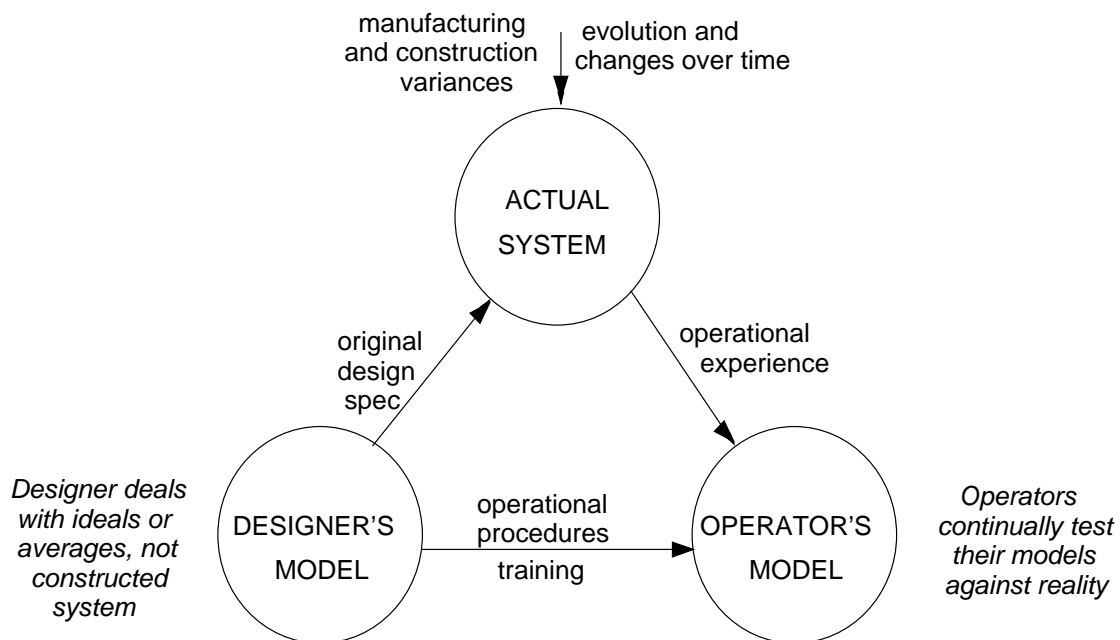 manufacturing
and construction
variances
evolution and
changes over time
ACTUAL
SYSTEM
original
design
spec
operational
experience
Designer deals
with ideals or
averages, not
constructed
system
DESIGNER'S
MODEL
operational
procedures
training
OPERATOR'S
MODEL
Operators
continually test
their models
against reality